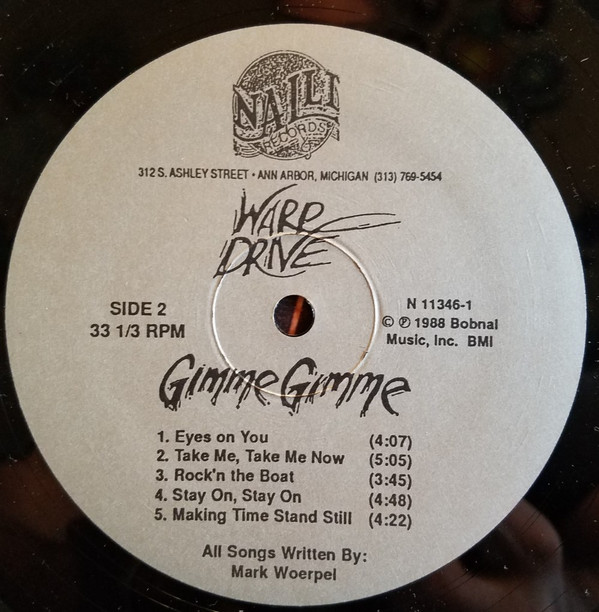 NALLI
RECORDS
312 S. ASHLEY STREET • ANN ARBOR, MICHIGAN (313) 769-5454
WARP
DRIVE
SIDE 2
33 1/3 RPM
N 11346-1
© ℗ 1988 Bobnal
Music, Inc. BMI
Gimme Gimme
1. Eyes on You (4:07)
2. Take Me, Take Me Now (5:05)
3. Rock'n the Boat (3:45)
4. Stay On, Stay On (4:48)
5. Making Time Stand Still (4:22)
All Songs Written By:
Mark Woerpel